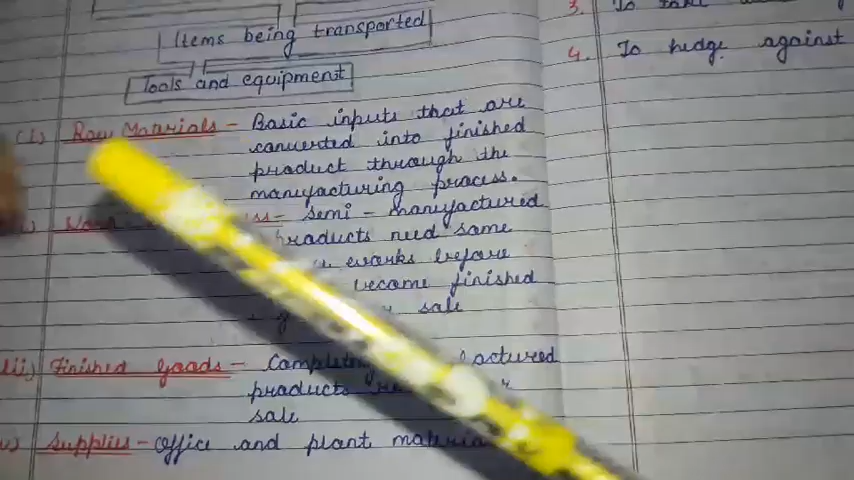 Items being transported
Tools and equipment
(i) Raw Materials - Basic inputs that are
converted into finished
product through the
manufacturing process.
semi - manufactured
products need some
works before
become finished
sale
iii) Finished goods - 
products
sale
Supplies - office and plant
3. To
4. To hedge against